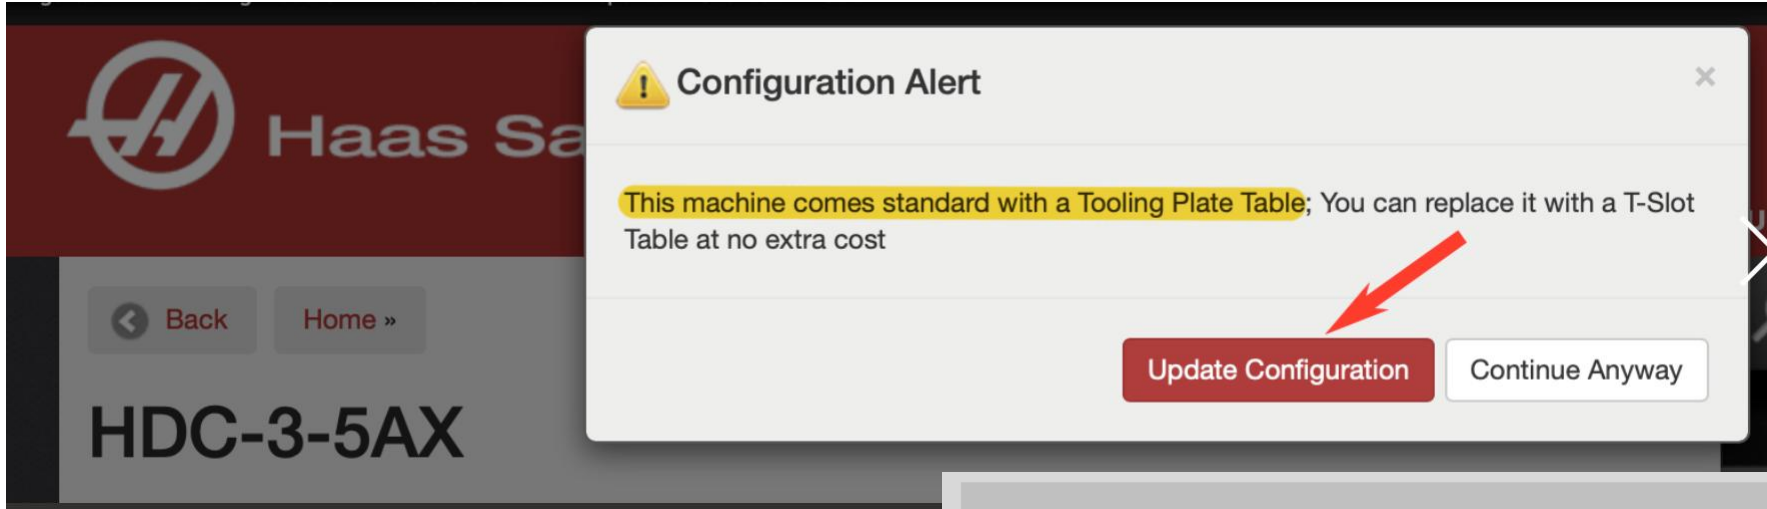 Haas Sa
Configuration Alert
×
This machine comes standard with a Tooling Plate Table; You can replace it with a T-Slot
Table at no extra cost
Back
Home »
Update Configuration
Continue Anyway
HDC-3-5AX